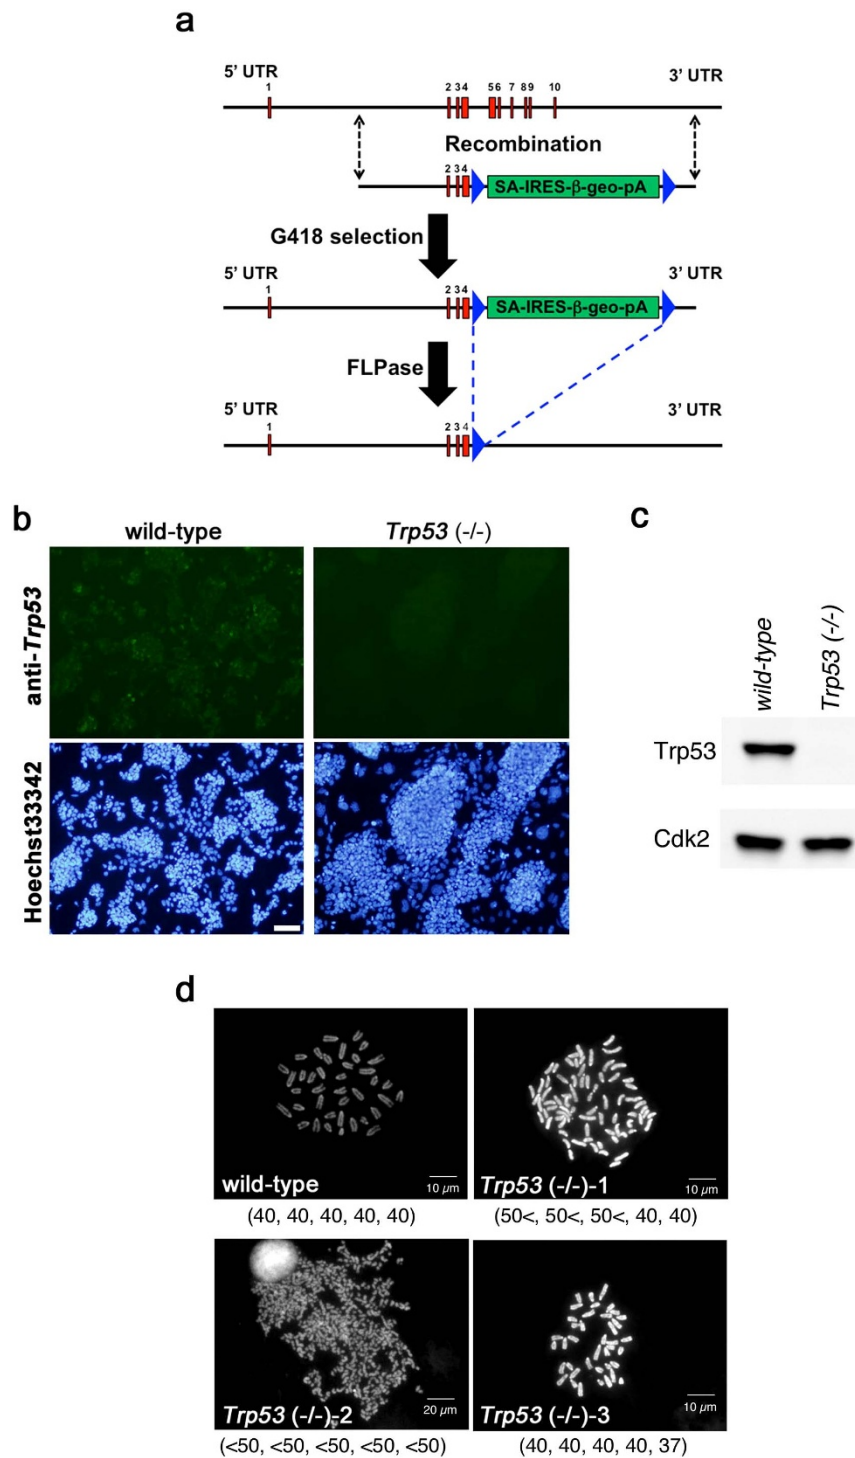 a
5' UTR 3' UTR
1 2 3 4 5 6 7 8 9 10
Recombination
2 3 4
SA-IRES-β-geo-pA
G418 selection
5' UTR 3' UTR
1 2 3 4
SA-IRES-β-geo-pA
FLPase
5' UTR 3' UTR
1 2 3 4
b
wild-type Trp53 (-/-)
anti-Trp53
Hoechst33342
c
wild-type Trp53 (-/-)
Trp53
Cdk2
d
wild-type 10 µm Trp53 (-/-)-1 10 µm
(40, 40, 40, 40, 40) (50<, 50<, 50<, 40, 40)
Trp53 (-/-)-2 20 µm Trp53 (-/-)-3 10 µm
(<50, <50, <50, <50, <50) (40, 40, 40, 40, 37)